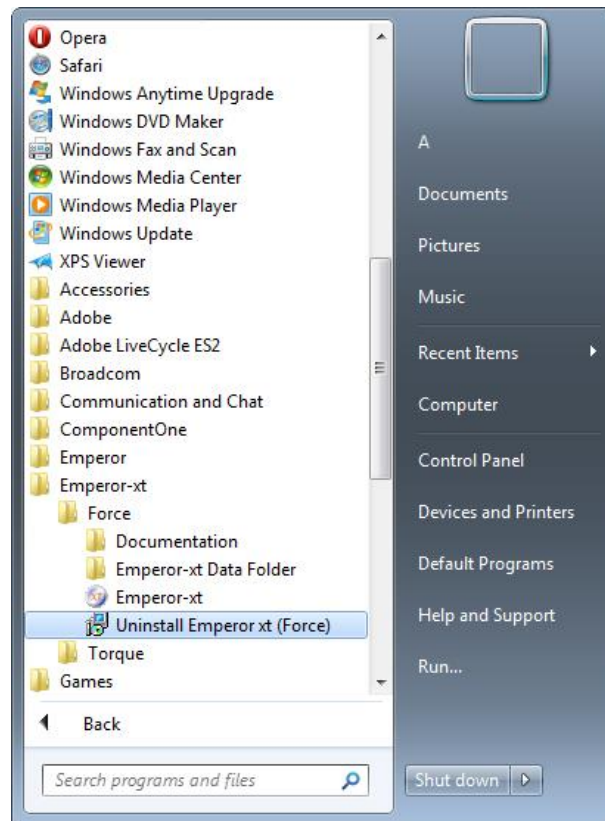 Opera
Safari
Windows Anytime Upgrade
Windows DVD Maker
Windows Fax and Scan
Windows Media Center
Windows Media Player
Windows Update
XPS Viewer
Accessories
Adobe
Adobe LiveCycle ES2
Broadcom
Communication and Chat
ComponentOne
Emperor
Emperor-xt
Force
Documentation
Emperor-xt Data Folder
Emperor-xt
Uninstall Emperor xt (Force)
Torque
Games
Back
Search programs and files
A
Documents
Pictures
Music
Recent Items
Computer
Control Panel
Devices and Printers
Default Programs
Help and Support
Run...
Shut down